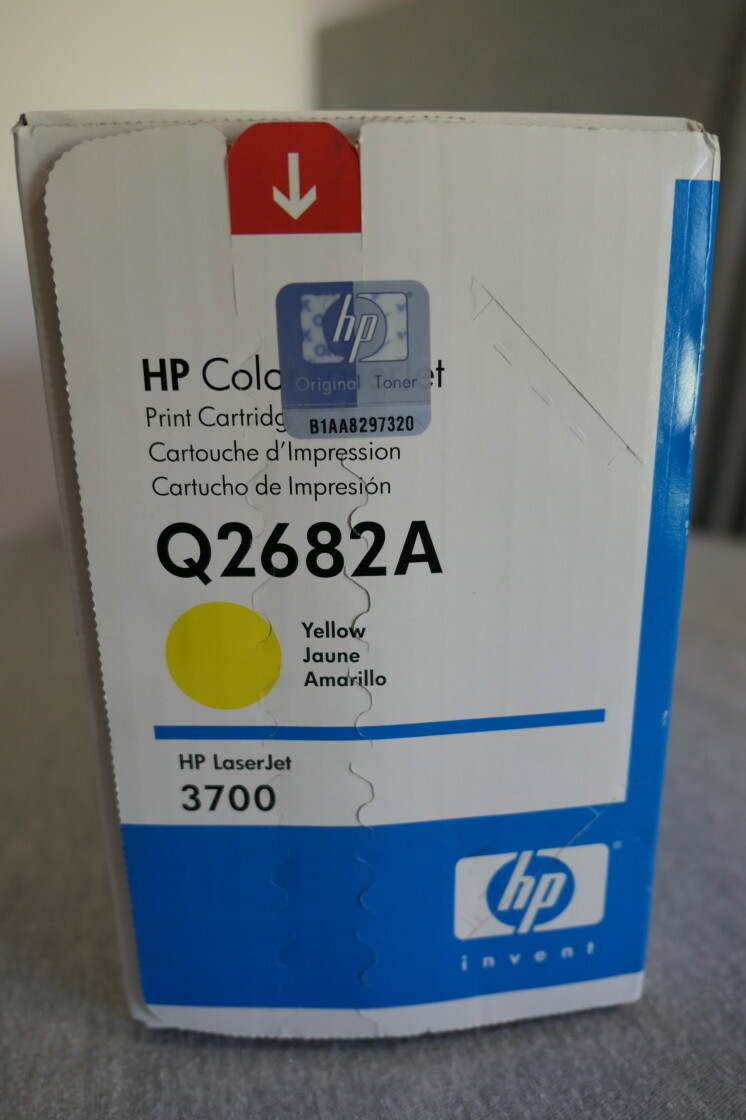 hp
Original Toner
B1AA8297320
HP Colo et
Print Cartridg
Cartouche d'Impression
Cartucho de Impresión
Q2682A
Yellow
Jaune
Amarillo
HP LaserJet
3700
hp
invent